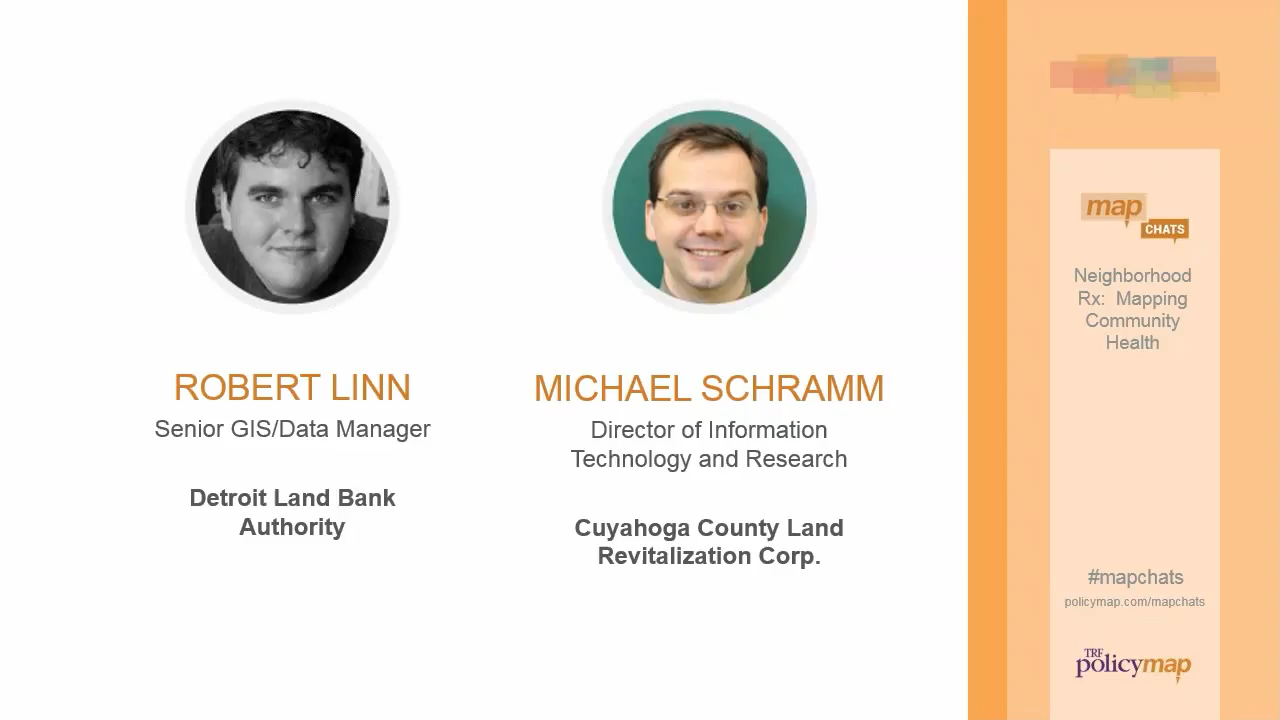 ROBERT LINN
Senior GIS/Data Manager
Detroit Land Bank
Authority
MICHAEL SCHRAMM
Director of Information
Technology and Research
Cuyahoga County Land
Revitalization Corp.
map
CHATS
Neighborhood
Rx: Mapping
Community
Health
#mapchats
policymap.com/mapchats
TRF
policymap